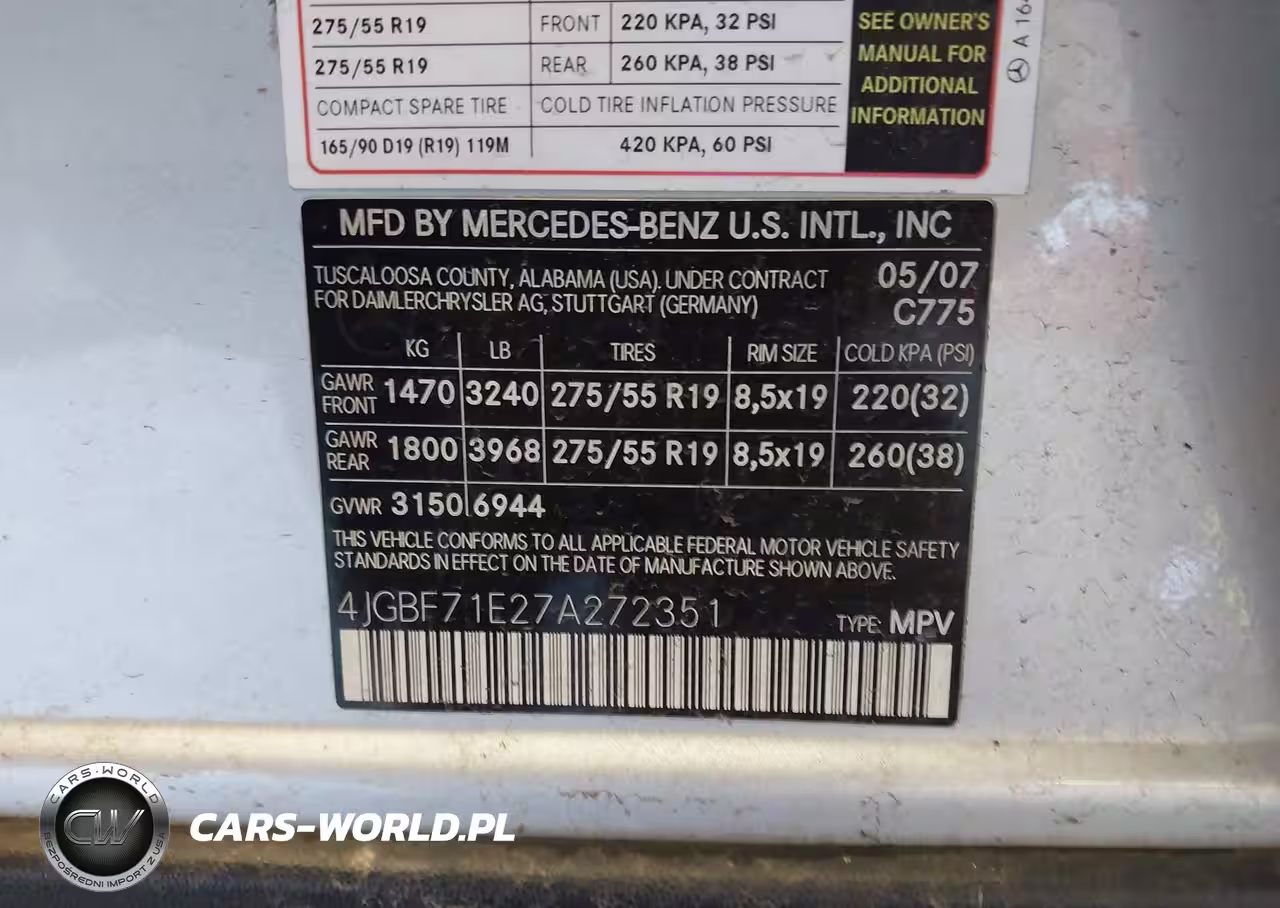 275/55 R19 FRONT 220 KPA, 32 PSI
275/55 R19 REAR 260 KPA, 38 PSI
COMPACT SPARE TIRE COLD TIRE INFLATION PRESSURE
165/90 D19 (R19) 119M 420 KPA, 60 PSI
SEE OWNER'S
MANUAL FOR
ADDITIONAL
INFORMATION
MFD BY MERCEDES-BENZ U.S. INTL., INC
TUSCALOOSA COUNTY, ALABAMA (USA). UNDER CONTRACT 05/07
FOR DAIMLERCHRYSLER AG, STUTTGART (GERMANY) C775
KG LB TIRES RIM SIZE COLD KPA (PSI)
GAWR FRONT 1470 3240 275/55 R19 8,5x19 220(32)
GAWR REAR 1800 3968 275/55 R19 8,5x19 260(38)
GVWR 3150 6944
THIS VEHICLE CONFORMS TO ALL APPLICABLE FEDERAL MOTOR VEHICLE SAFETY
STANDARDS IN EFFECT ON THE DATE OF MANUFACTURE SHOWN ABOVE.
4JGBF71E27A272351 TYPE: MPV
CARS-WORLD
CW
BEZPOŚREDNI IMPORT Z USA
CARS-WORLD.PL